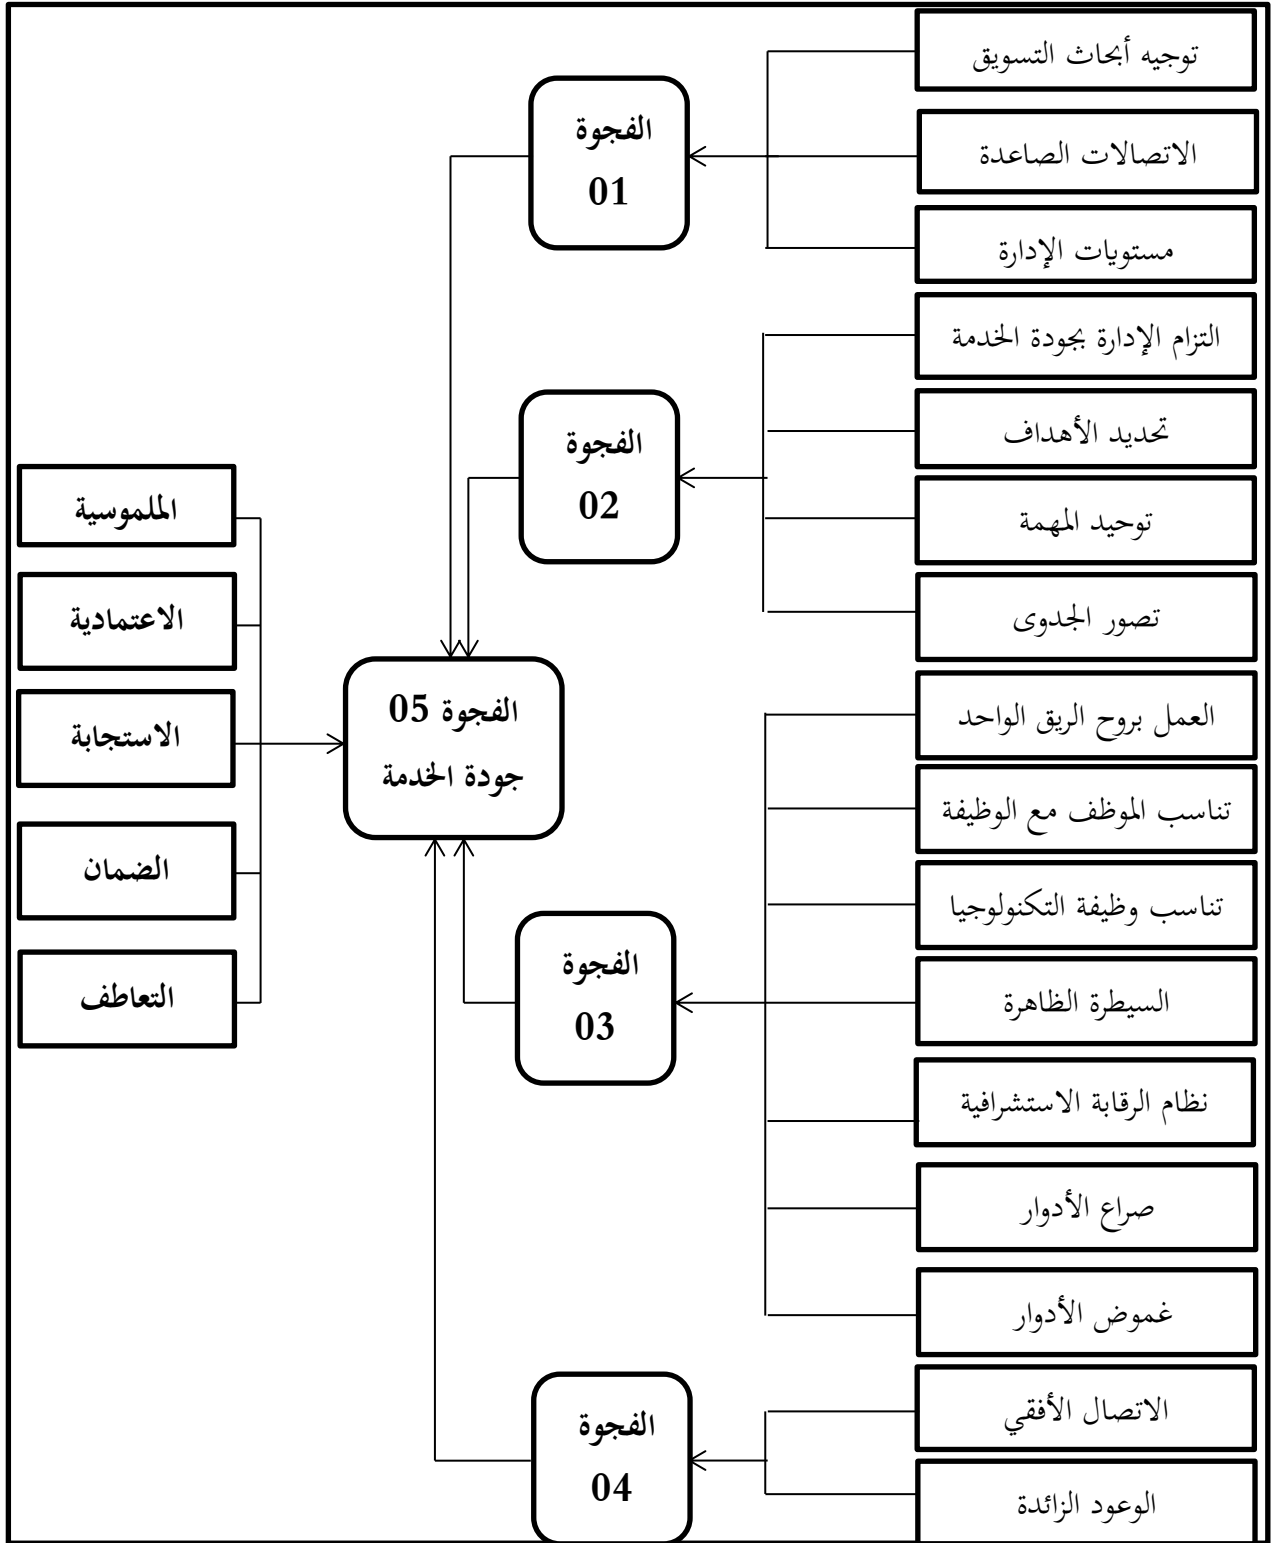 توجيه أبحاث التسويق
الاتصالات الصاعدة
مستويات الإدارة
الفجوة
01
التزام الإدارة بجودة الخدمة
تحديد الأهداف
توحيد المهمة
تصور الجدوى
الفجوة
02
العمل بروح الريق الواحد
تناسب الموظف مع الوظيفة
تناسب وظيفة التكنولوجيا
السيطرة الظاهرة
نظام الرقابة الاستشرافية
صراع الأدوار
غموض الأدوار
الفجوة
03
الاتصال الأفقي
الوعود الزائدة
الفجوة
04
الفجوة 05
جودة الخدمة
الملموسية
الاعتمادية
الاستجابة
الضمان
التعاطف